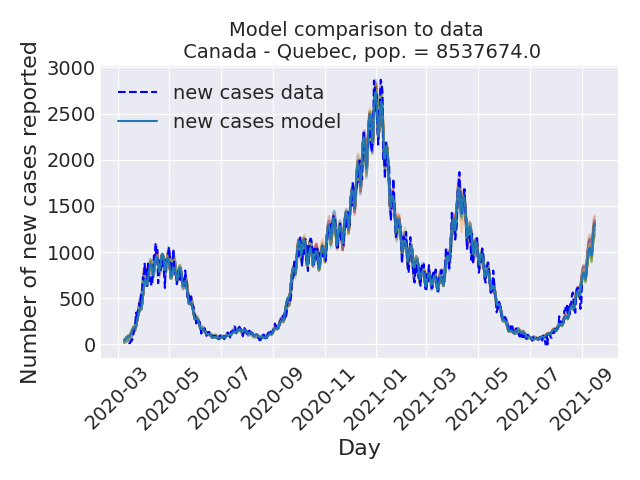 Model comparison to data
Canada - Quebec, pop. = 8537674.0
Number of new cases reported
3000
2500
2000
1500
1000
500
0
new cases data
new cases model
2020-03
2020-05
2020-07
2020-09
2020-11
2021-01
2021-03
2021-05
2021-07
2021-09
Day